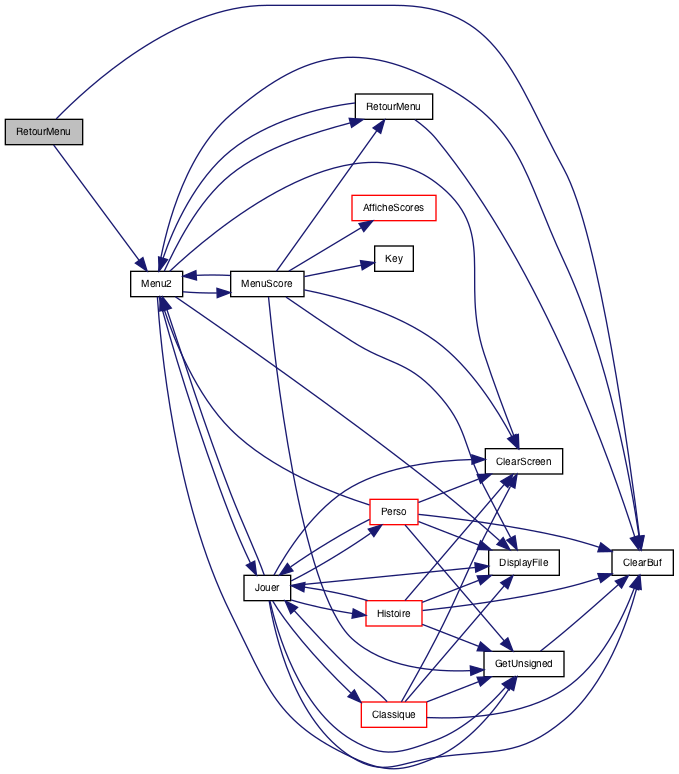 RetourMenu
RetourMenu
AfficheScores
Key
Menu2
MenuScore
ClearScreen
Perso
DisplayFile
ClearBuf
Jouer
Histoire
GetUnsigned
Classique